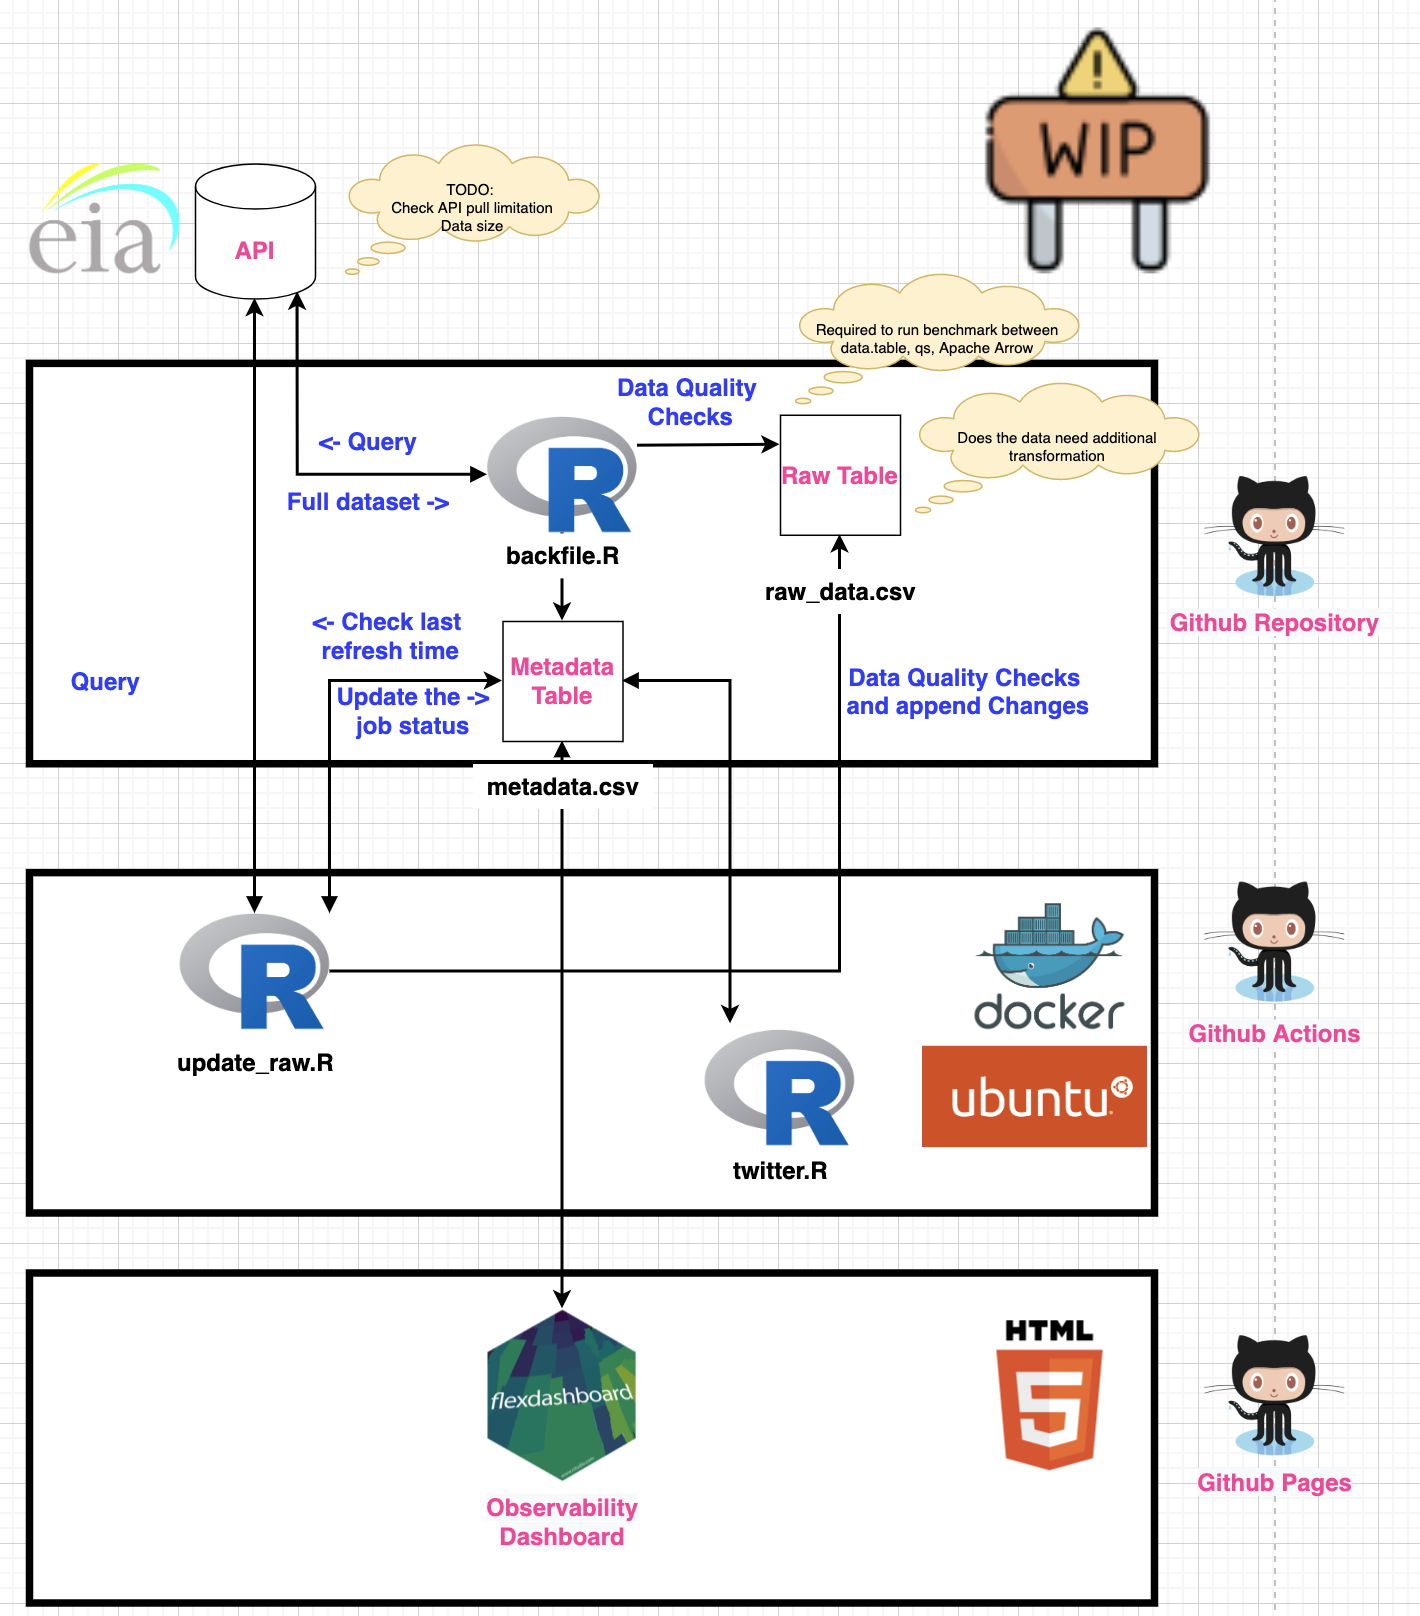 WIP
eia
API
TODO:
Check API pull limitation
Data size
Required to run benchmark between
data.table, qs, Apache Arrow
Data Quality
Checks
<- Query
Full dataset ->
R
backfile.R
Raw Table
Does the data need additional
transformation
raw_data.csv
Github Repository
<- Check last
refresh time
Query
Update the ->
job status
Metadata
Table
Data Quality Checks
and append Changes
metadata.csv
R
update_raw.R
docker
Github Actions
ubuntu
R
twitter.R
HTML
5
flexdashboard
Github Pages
Observability
Dashboard